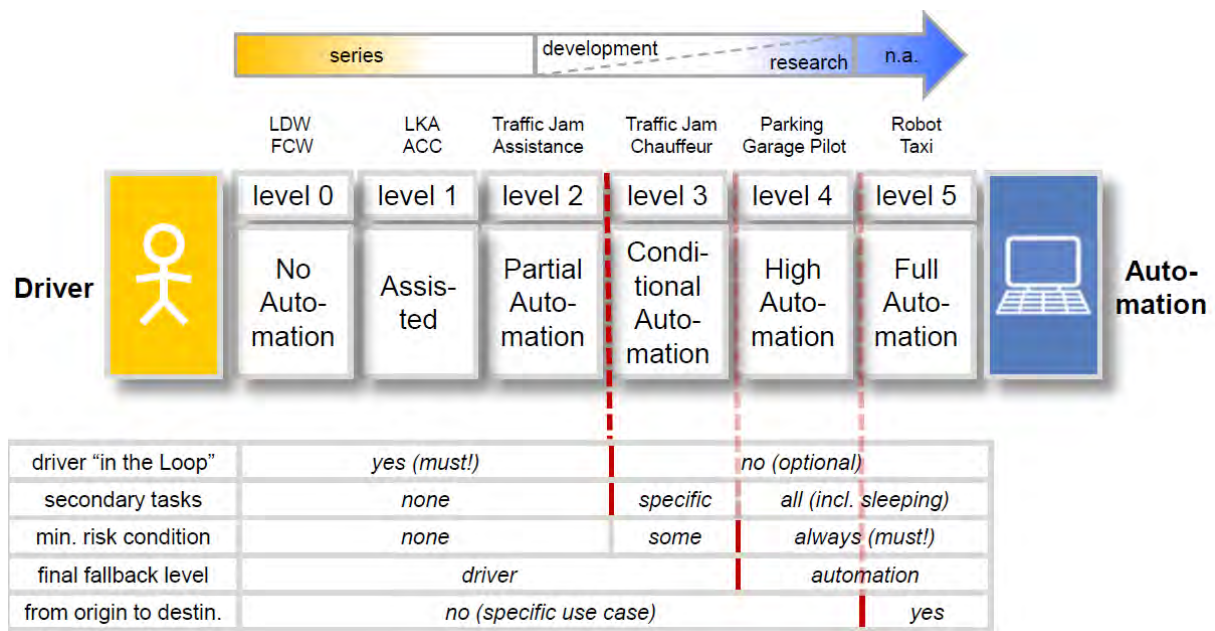 series
development
research
n.a.
LDW
FCW
LKA
ACC
Traffic Jam
Assistance
Traffic Jam
Chauffeur
Parking
Garage Pilot
Robot
Taxi
level 0
level 1
level 2
level 3
level 4
level 5
Driver
No
Auto-
mation
Assis-
ted
Partial
Auto-
mation
Condi-
tional
Auto-
mation
High
Auto-
mation
Full
Auto-
mation
Auto-
mation
driver “in the Loop” yes (must!) no (optional)
secondary tasks none specific all (incl. sleeping)
min. risk condition none some always (must!)
final fallback level driver automation
from origin to destin. no (specific use case) yes